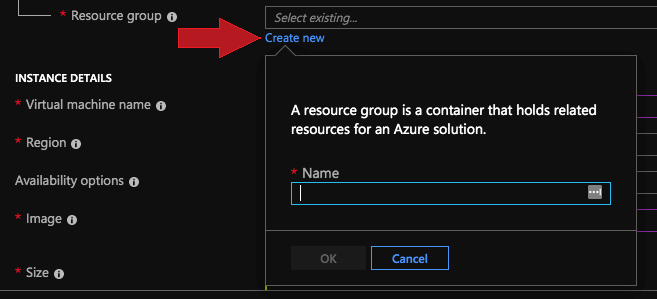 * Resource group
Select existing...
Create new
INSTANCE DETAILS
* Virtual machine name
* Region
Availability options
* Image
* Size
A resource group is a container that holds related
resources for an Azure solution.
* Name
OK
Cancel